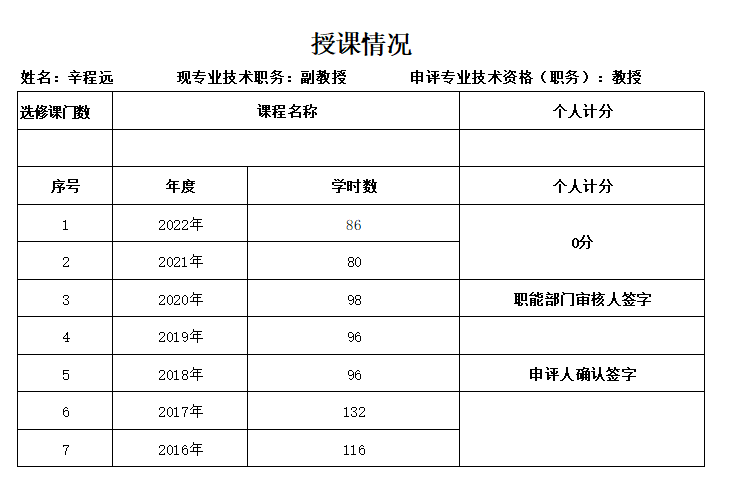 授课情况
姓名：辛程远 现专业技术职务：副教授 申评专业技术资格（职务）：教授
选修课门数 课程名称 个人计分
序号 年度 学时数 个人计分
1 2022年 86
0分
2 2021年 80
3 2020年 98 职能部门审核人签字
4 2019年 96
5 2018年 96 申评人确认签字
6 2017年 132
7 2016年 116